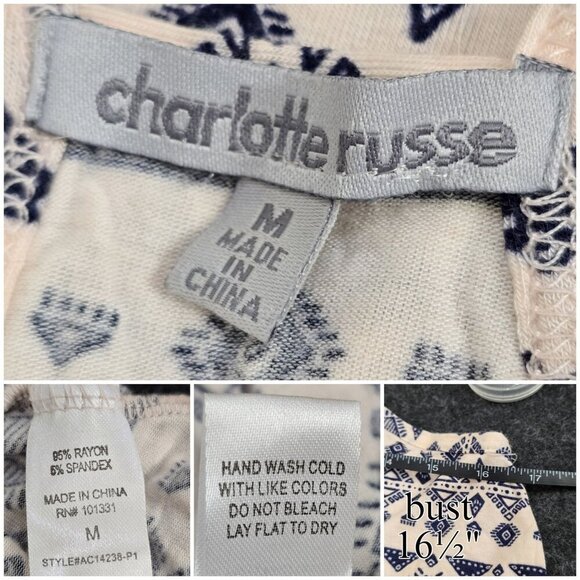 charlotte russe
M
MADE
IN
CHINA
95% RAYON
5% SPANDEX
MADE IN CHINA
RN# 101331
M
STYLE#AC14238-P1
HAND WASH COLD
WITH LIKE COLORS
DO NOT BLEACH
LAY FLAT TO DRY
15
16
17
bust
16½"